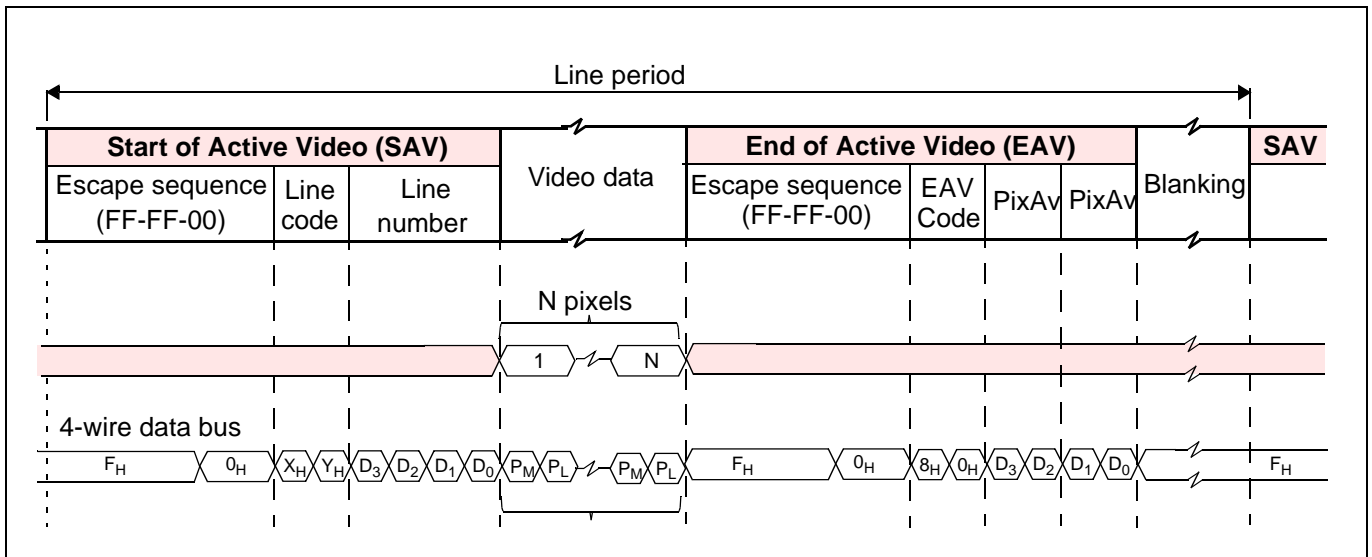 Line period
Start of Active Video (SAV)
Video data
End of Active Video (EAV)
Blanking
SAV
Escape sequence
(FF-FF-00)
Line
code
Line
number
Escape sequence
(FF-FF-00)
EAV
Code
PixAv
PixAv
N pixels
1
N
4-wire data bus
FH 0H XH YH D3 D2 D1 D0 PM PL PM PL FH 0H 8H 0H D3 D2 D1 D0 FH